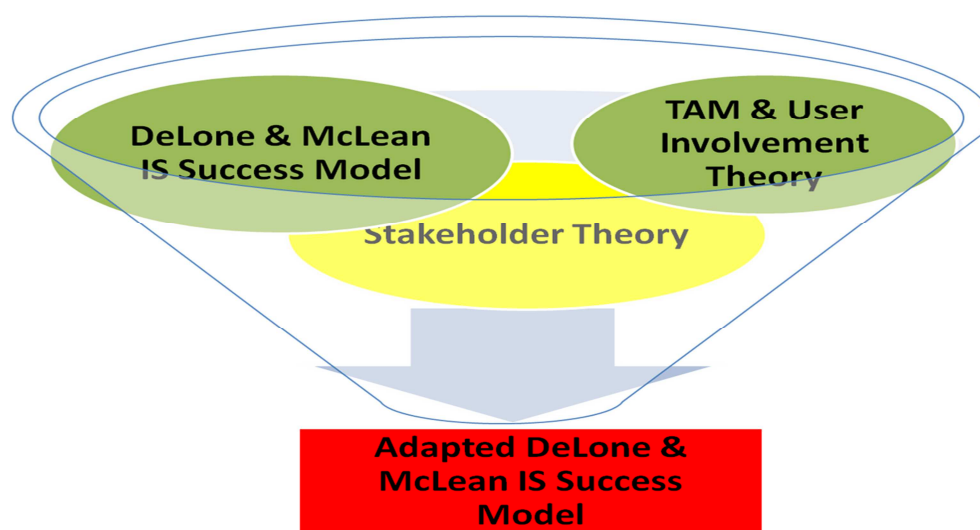 DeLone & McLean
IS Success Model
TAM & User
Involvement
Theory
Stakeholder Theory
Adapted DeLone &
McLean IS Success
Model